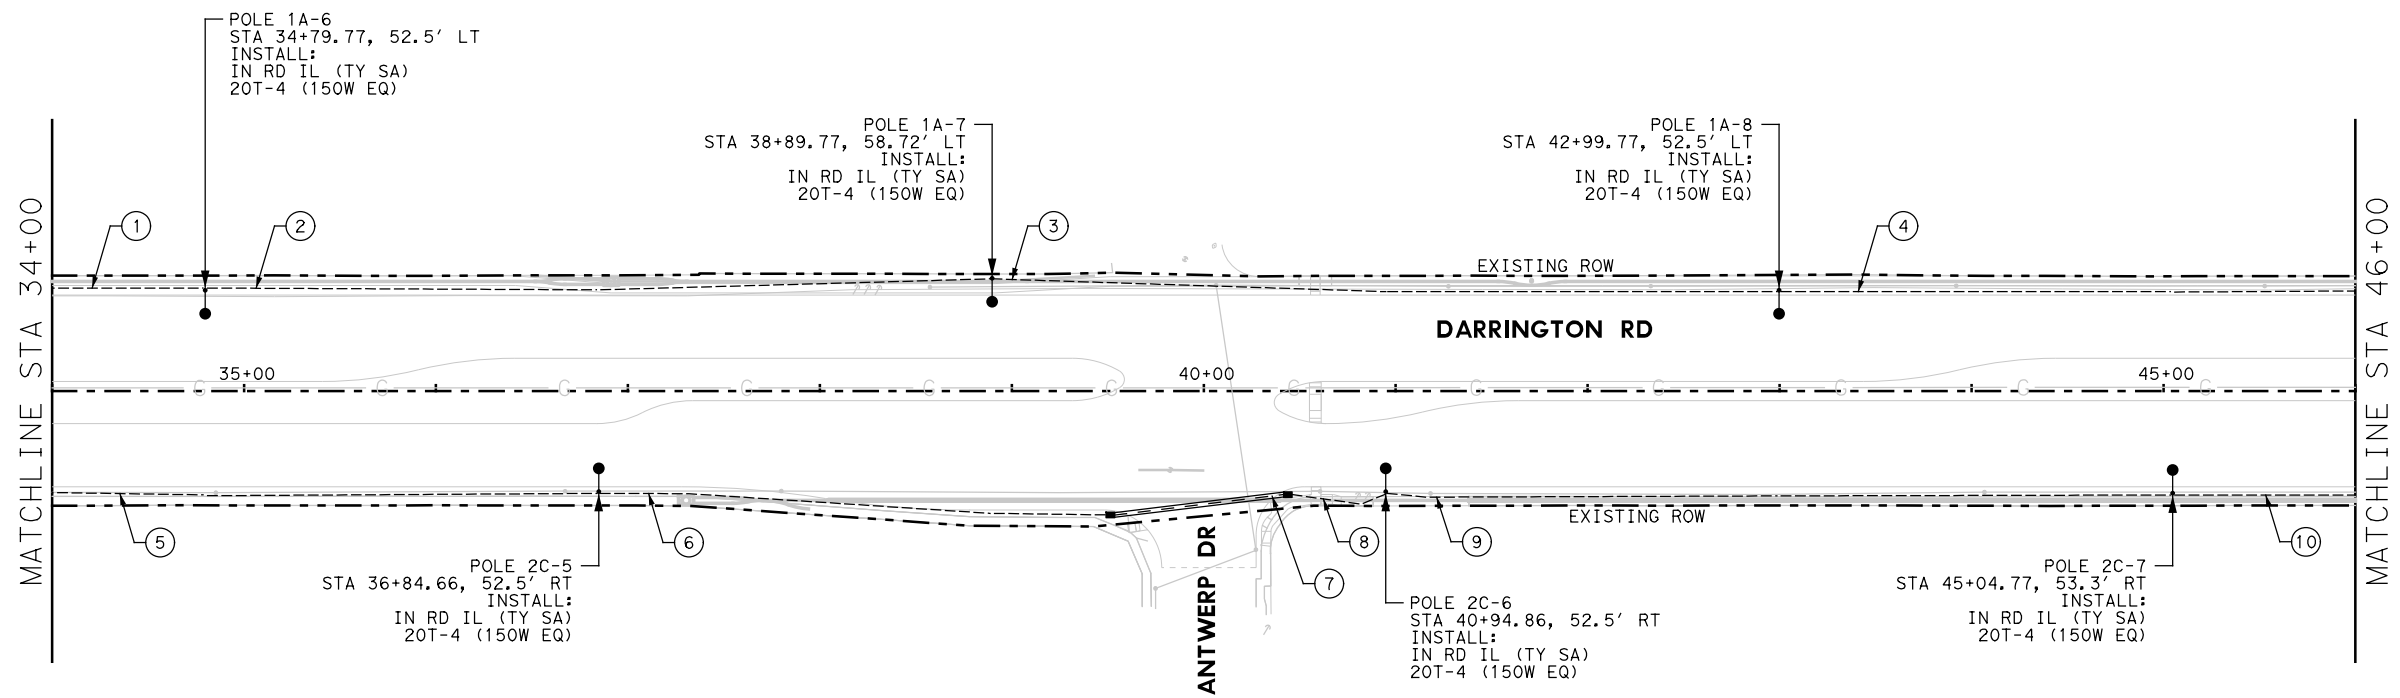 POLE 1A-6
STA 34+79.77, 52.5' LT
INSTALL:
IN RD IL (TY SA)
20T-4 (150W EQ)
POLE 1A-7
STA 38+89.77, 58.72' LT
INSTALL:
IN RD IL (TY SA)
20T-4 (150W EQ)
POLE 1A-8
STA 42+99.77, 52.5' LT
INSTALL:
IN RD IL (TY SA)
20T-4 (150W EQ)
MATCHLINE STA 34+00
1
2
3
4
EXISTING ROW
DARRINGTON RD
35+00
40+00
45+00
G G G G G G G G G G G G
MATCHLINE STA 46+00
EXISTING ROW
5
6
7
8
9
10
POLE 2C-5
STA 36+84.66, 52.5' RT
INSTALL:
IN RD IL (TY SA)
20T-4 (150W EQ)
ANTWERP DR
POLE 2C-6
STA 40+94.86, 52.5' RT
INSTALL:
IN RD IL (TY SA)
20T-4 (150W EQ)
POLE 2C-7
STA 45+04.77, 53.3' RT
INSTALL:
IN RD IL (TY SA)
20T-4 (150W EQ)